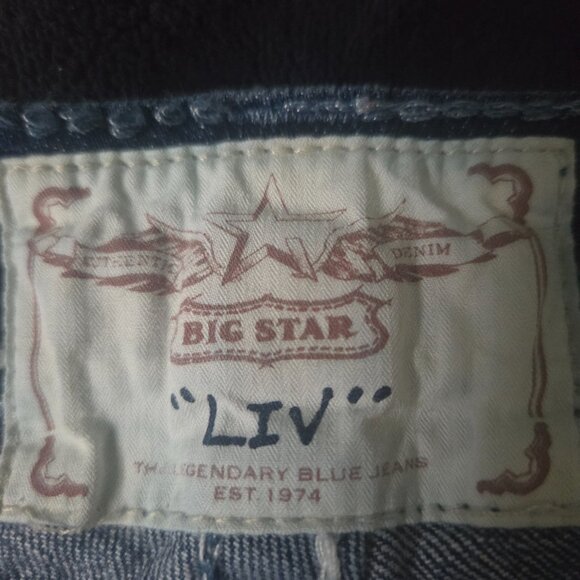 AUTHENTIC DENIM
BIG STAR
"LIV"
THE LEGENDARY BLUE JEANS
EST. 1974